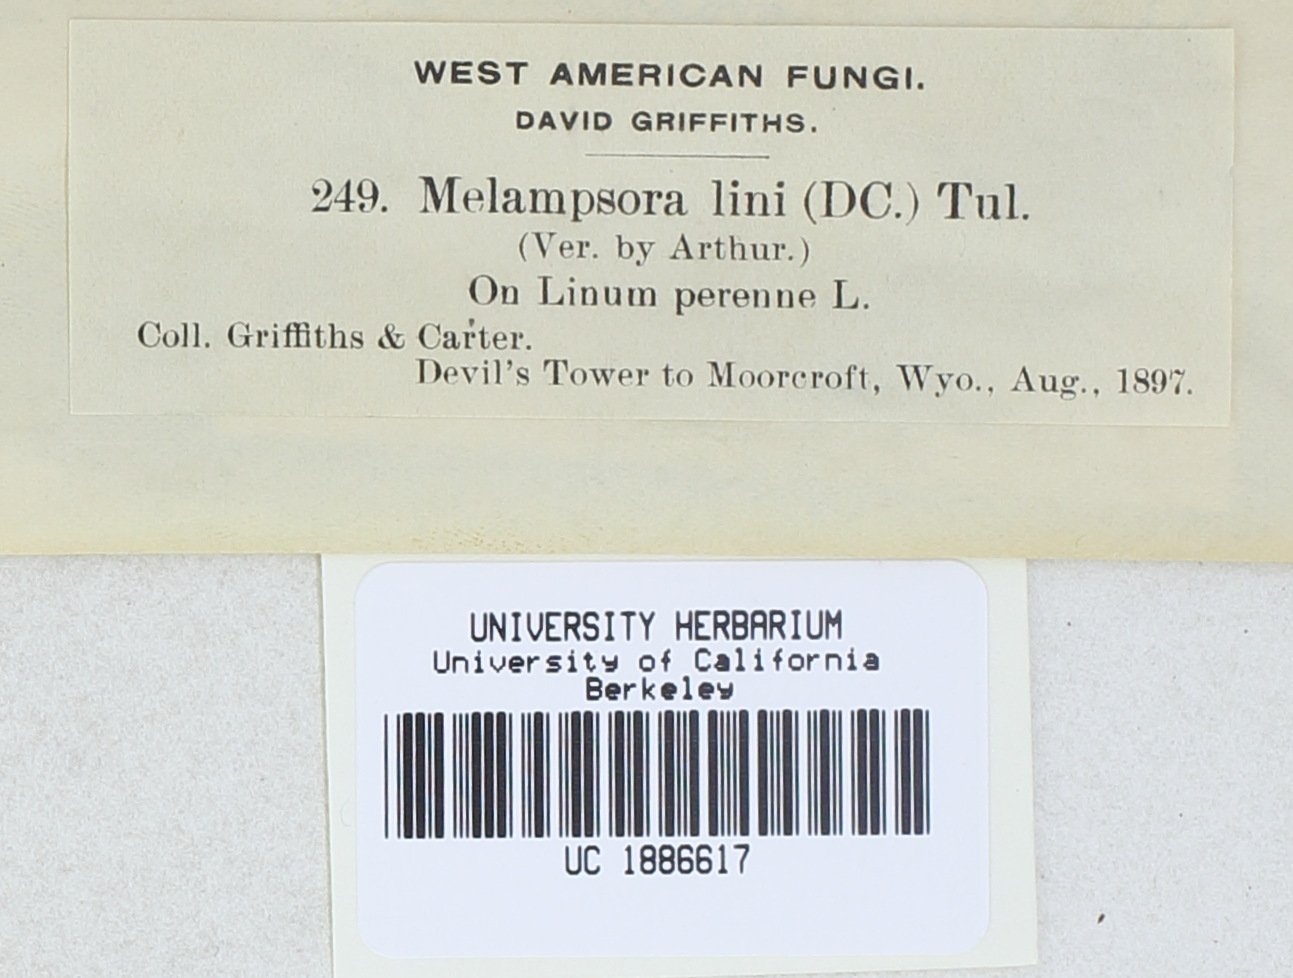 WEST AMERICAN FUNGI.
DAVID GRIFFITHS.
249. Melampsora lini (DC.) Tul.
(Ver. by Arthur.)
On Linum perenne L.
Coll. Griffiths & Carter.
Devil's Tower to Moorcroft, Wyo., Aug., 1897.
UNIVERSITY HERBARIUM
University of California
Berkeley
UC 1886617